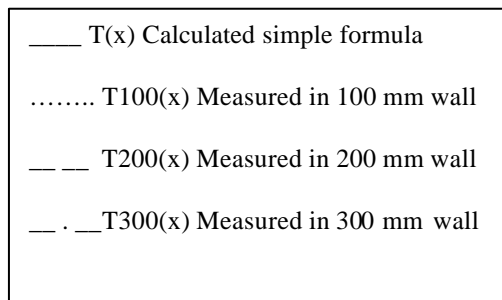 ____ T(x) Calculated simple formula
…….. T100(x) Measured in 100 mm wall
__ __ T200(x) Measured in 200 mm wall
__ . __T300(x) Measured in 300 mm wall